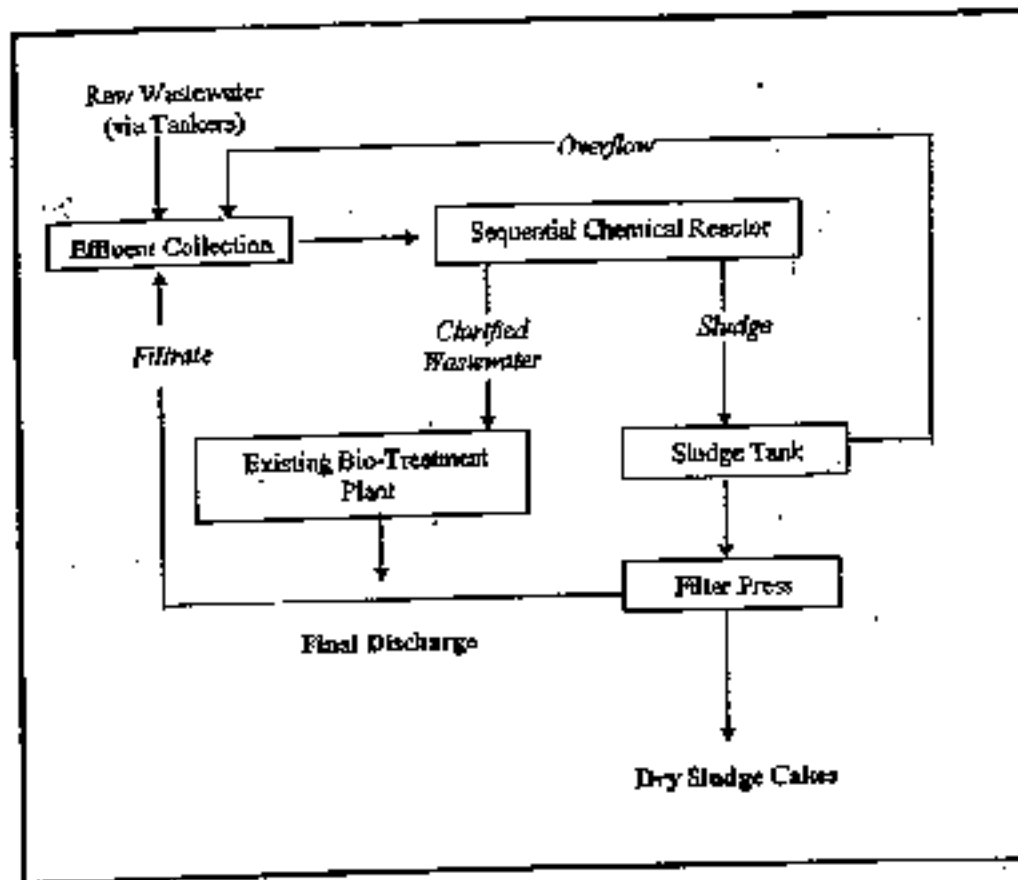 Raw Wastewater
(via Tankers)
Overflow
Effluent Collection
Sequential Chemical Reactor
Filtrate
Clarified
Wastewater
Sludge
Existing Bio-Treatment
Plant
Sludge Tank
Filter Press
Final Discharge
Dry Sludge Cakes